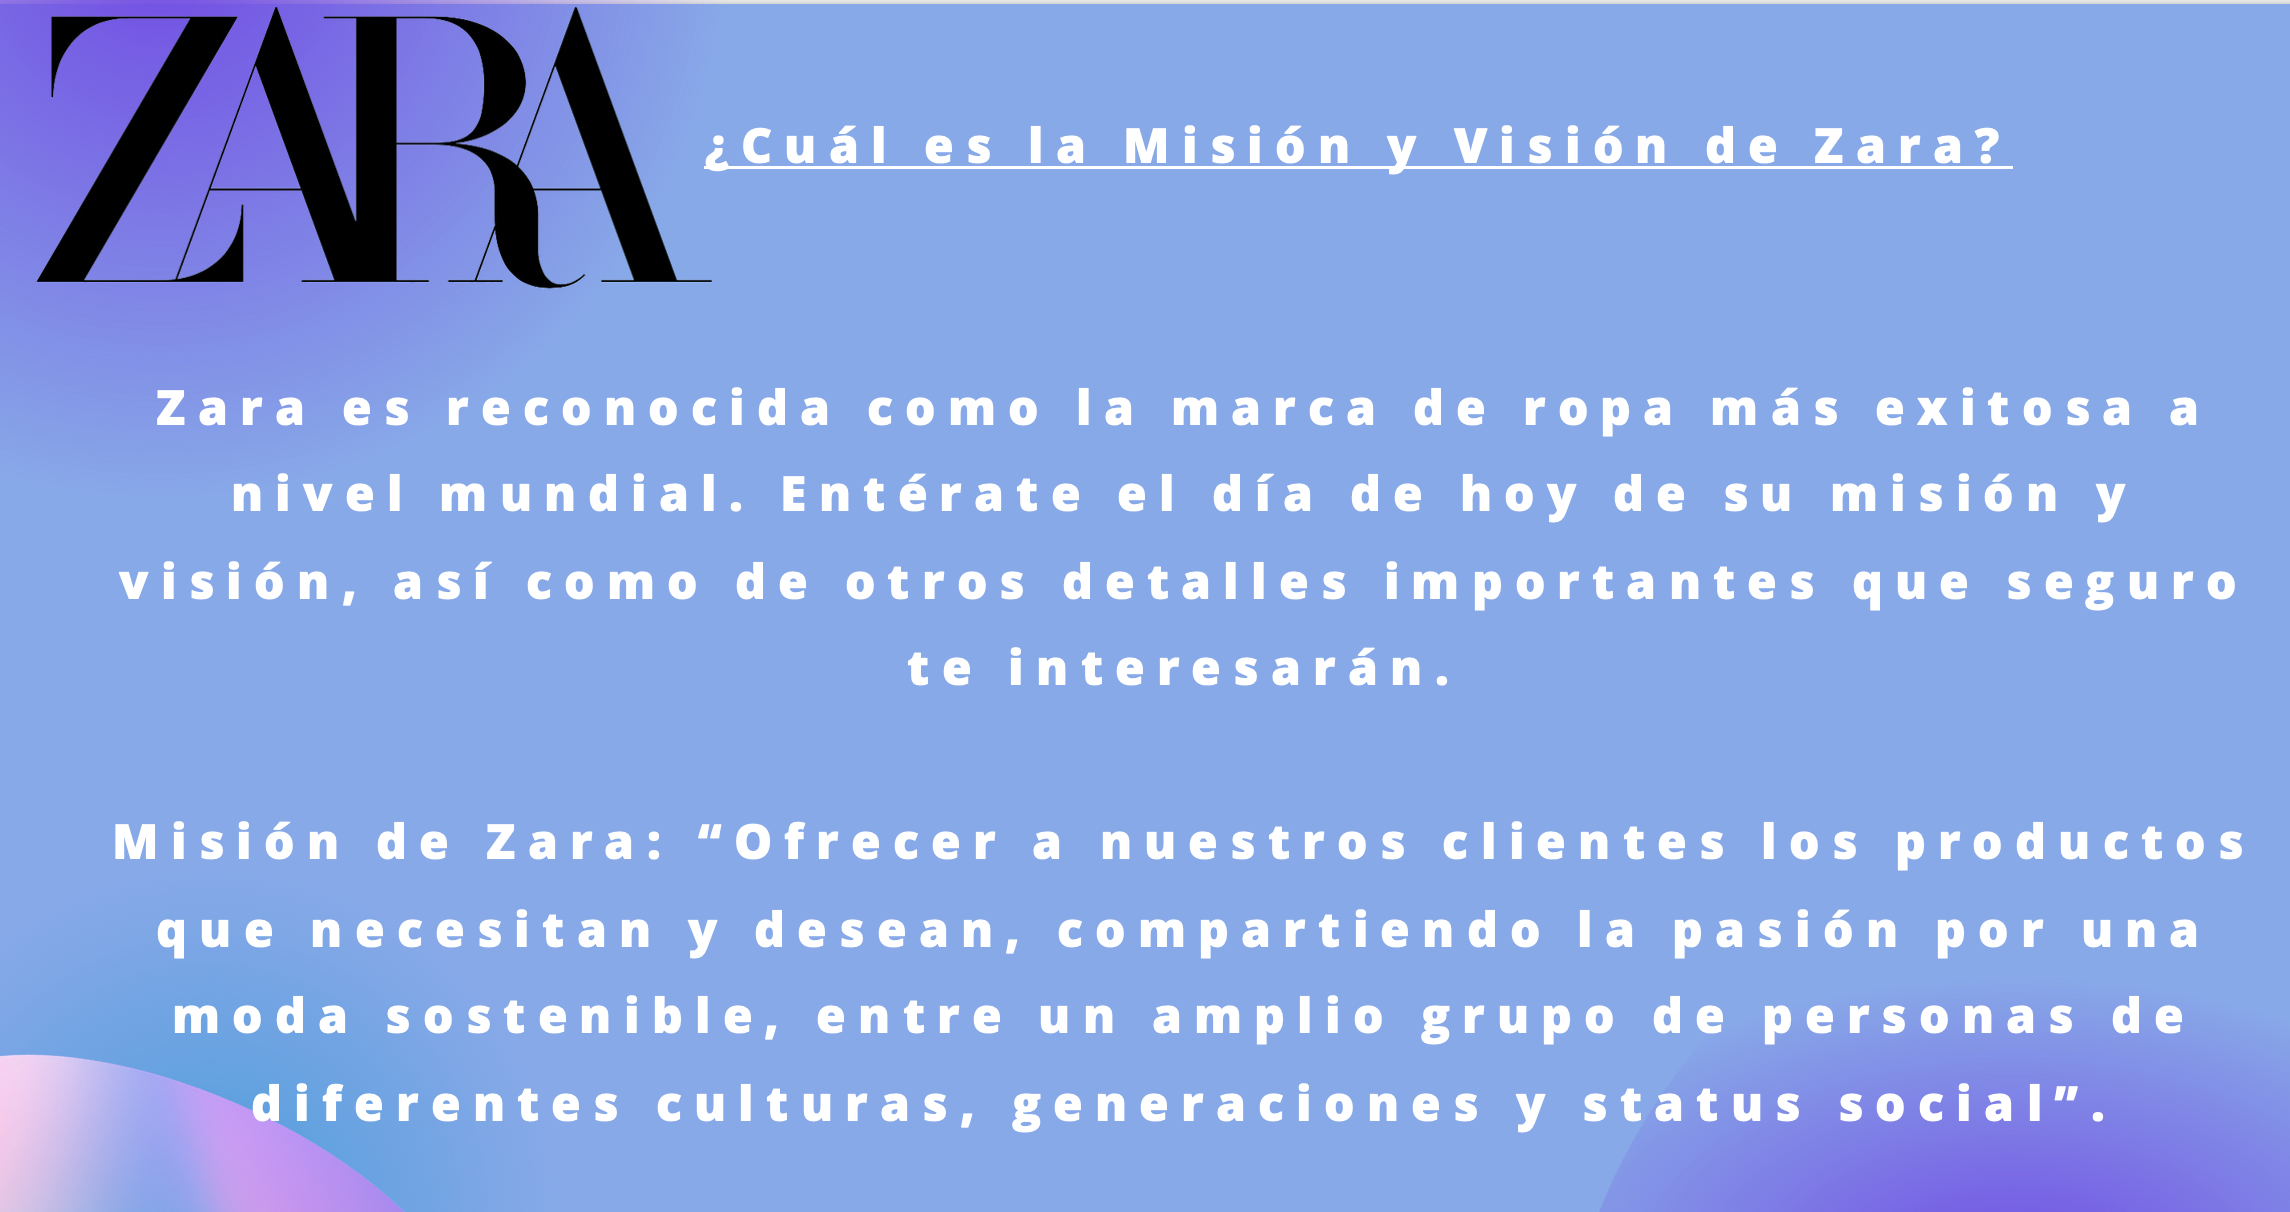 ZARA
¿Cuál es la Misión y Visión de Zara?
Zara es reconocida como la marca de ropa más exitosa a
nivel mundial. Entérate el día de hoy de su misión y
visión, así como de otros detalles importantes que seguro
te interesarán.
Misión de Zara: “Ofrecer a nuestros clientes los productos
que necesitan y desean, compartiendo la pasión por una
moda sostenible, entre un amplio grupo de personas de
diferentes culturas, generaciones y status social”.